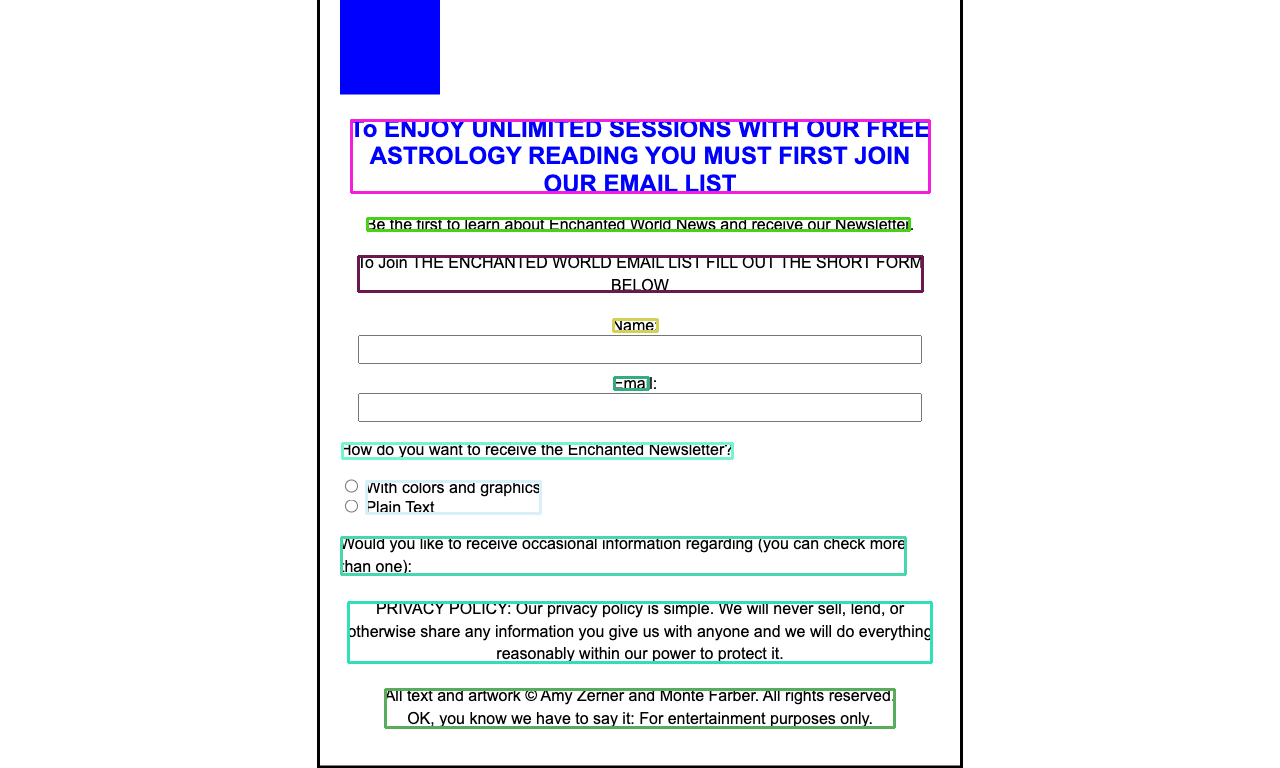 To ENJOY UNLIMITED SESSIONS WITH OUR FREE
ASTROLOGY READING YOU MUST FIRST JOIN
OUR EMAIL LIST
Be the first to learn about Enchanted World News and receive our Newsletter.
To Join THE ENCHANTED WORLD EMAIL LIST FILL OUT THE SHORT FORM
BELOW
Name:
Email:
How do you want to receive the Enchanted Newsletter?
With colors and graphics
Plain Text
Would you like to receive occasional information regarding (you can check more
than one):
PRIVACY POLICY: Our privacy policy is simple. We will never sell, lend, or
otherwise share any information you give us with anyone and we will do everything
reasonably within our power to protect it.
All text and artwork © Amy Zerner and Monte Farber. All rights reserved.
OK, you know we have to say it: For entertainment purposes only.